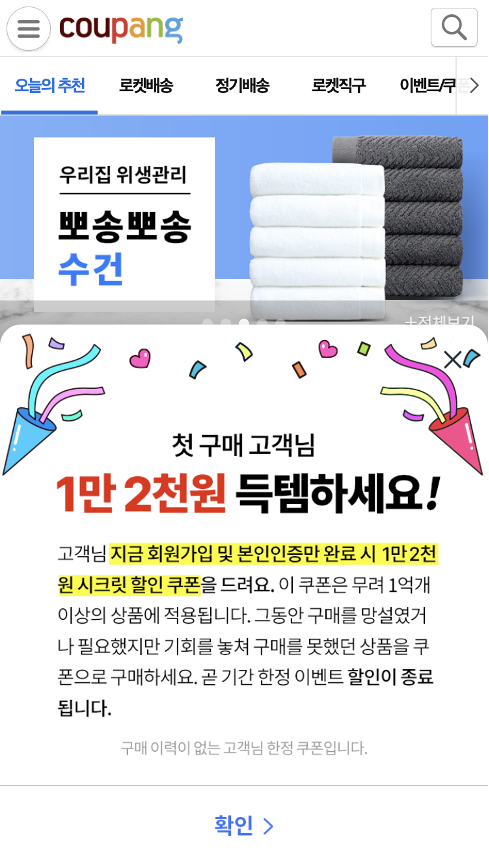 coupang
오늘의 추천 로켓배송 정기배송 로켓직구 이벤트/쿠폰
우리집 위생관리
뽀송뽀송
수건
+전체보기
첫 구매 고객님
1만 2천원 득템하세요!
고객님 지금 회원가입 및 본인인증만 완료 시 1만 2천
원 시크릿 할인 쿠폰을 드려요. 이 쿠폰은 무려 1억개
이상의 상품에 적용됩니다. 그동안 구매를 망설였거
나 필요했지만 기회를 놓쳐 구매를 못했던 상품을 쿠
폰으로 구매하세요. 곧 기간 한정 이벤트 할인이 종료
됩니다.
구매 이력이 없는 고객님 한정 쿠폰입니다.
확인